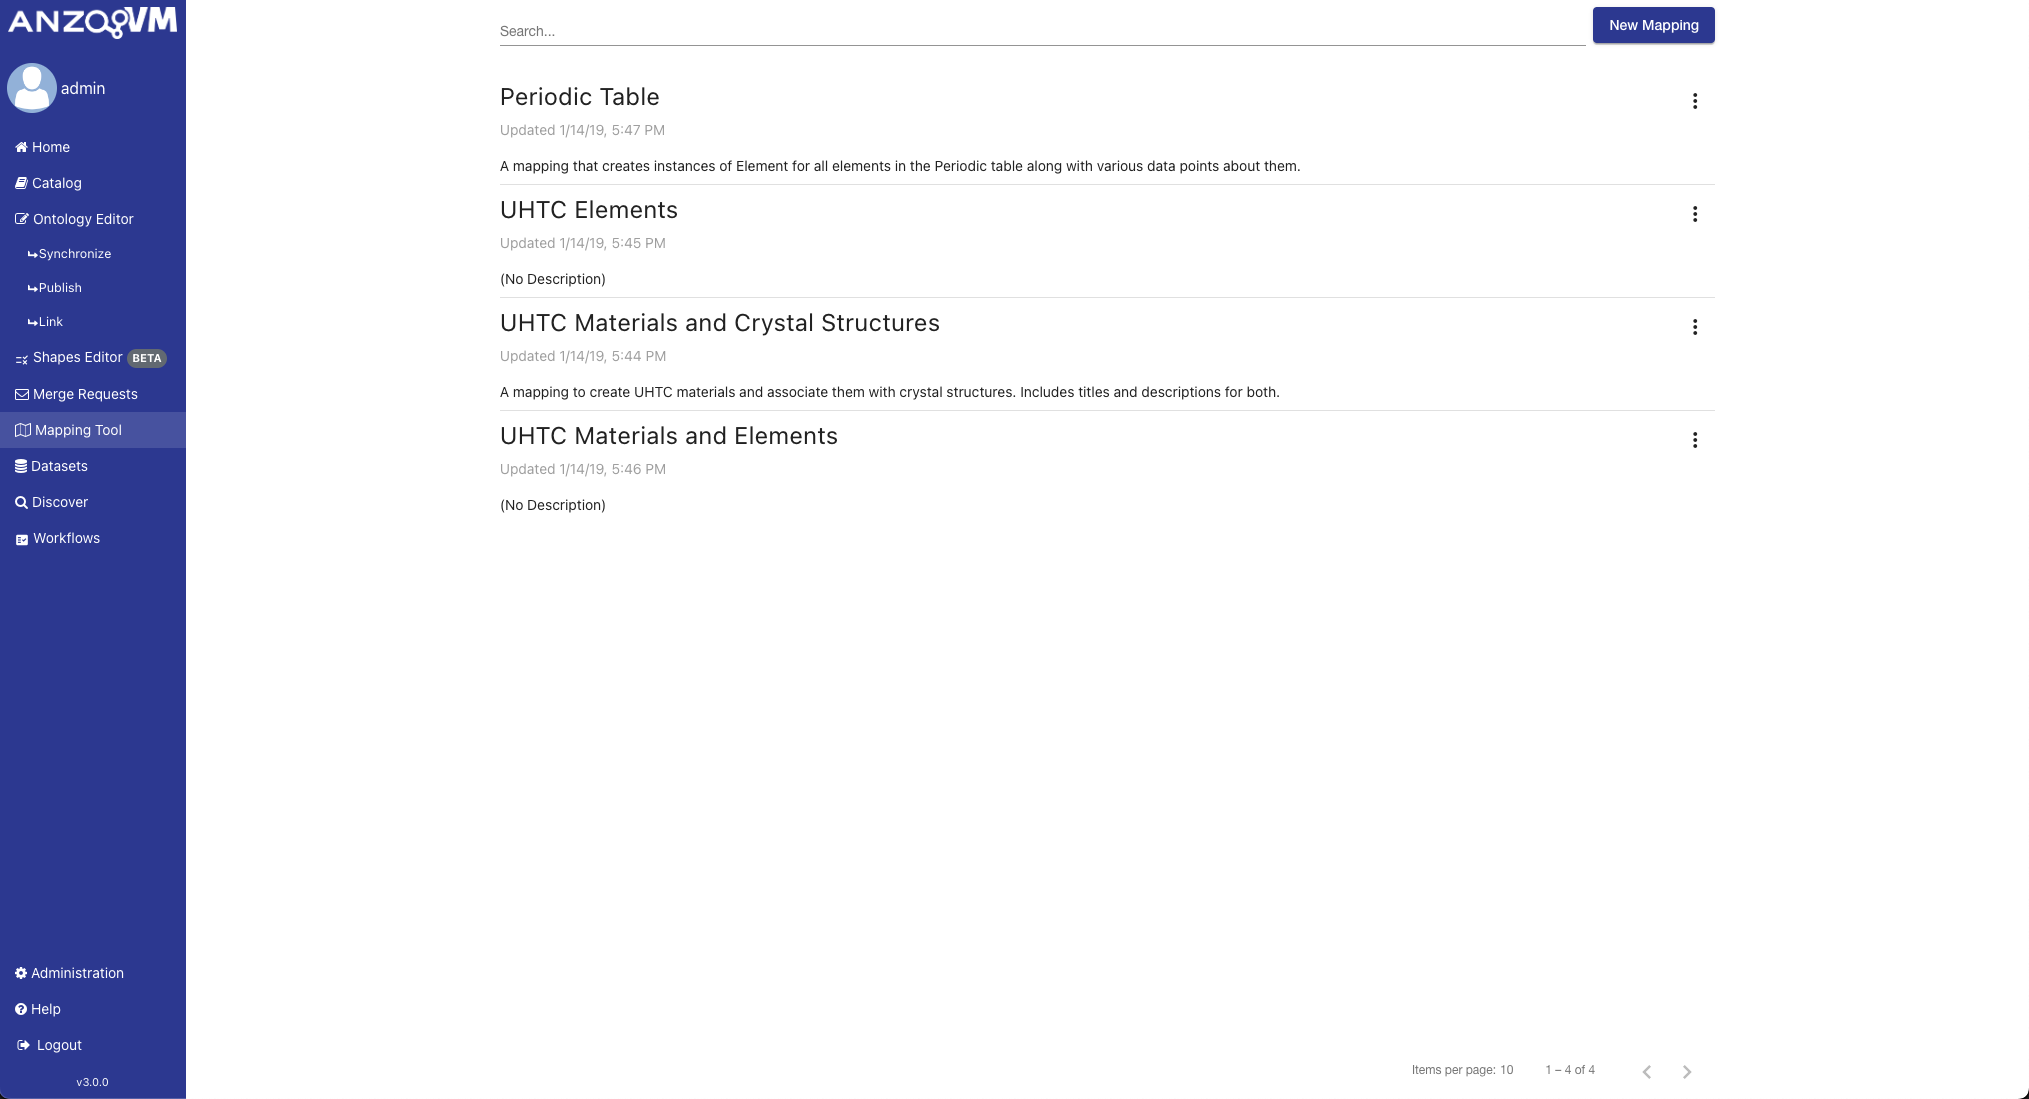 ANZOVM
admin
Home
Catalog
Ontology Editor
Synchronize
Publish
Link
Shapes Editor BETA
Merge Requests
Mapping Tool
Datasets
Discover
Workflows
Administration
Help
Logout
v3.0.0
Search...
New Mapping
Periodic Table
Updated 1/14/19, 5:47 PM
A mapping that creates instances of Element for all elements in the Periodic table along with various data points about them.
UHTC Elements
Updated 1/14/19, 5:45 PM
(No Description)
UHTC Materials and Crystal Structures
Updated 1/14/19, 5:44 PM
A mapping to create UHTC materials and associate them with crystal structures. Includes titles and descriptions for both.
UHTC Materials and Elements
Updated 1/14/19, 5:46 PM
(No Description)
Items per page: 10 1 – 4 of 4